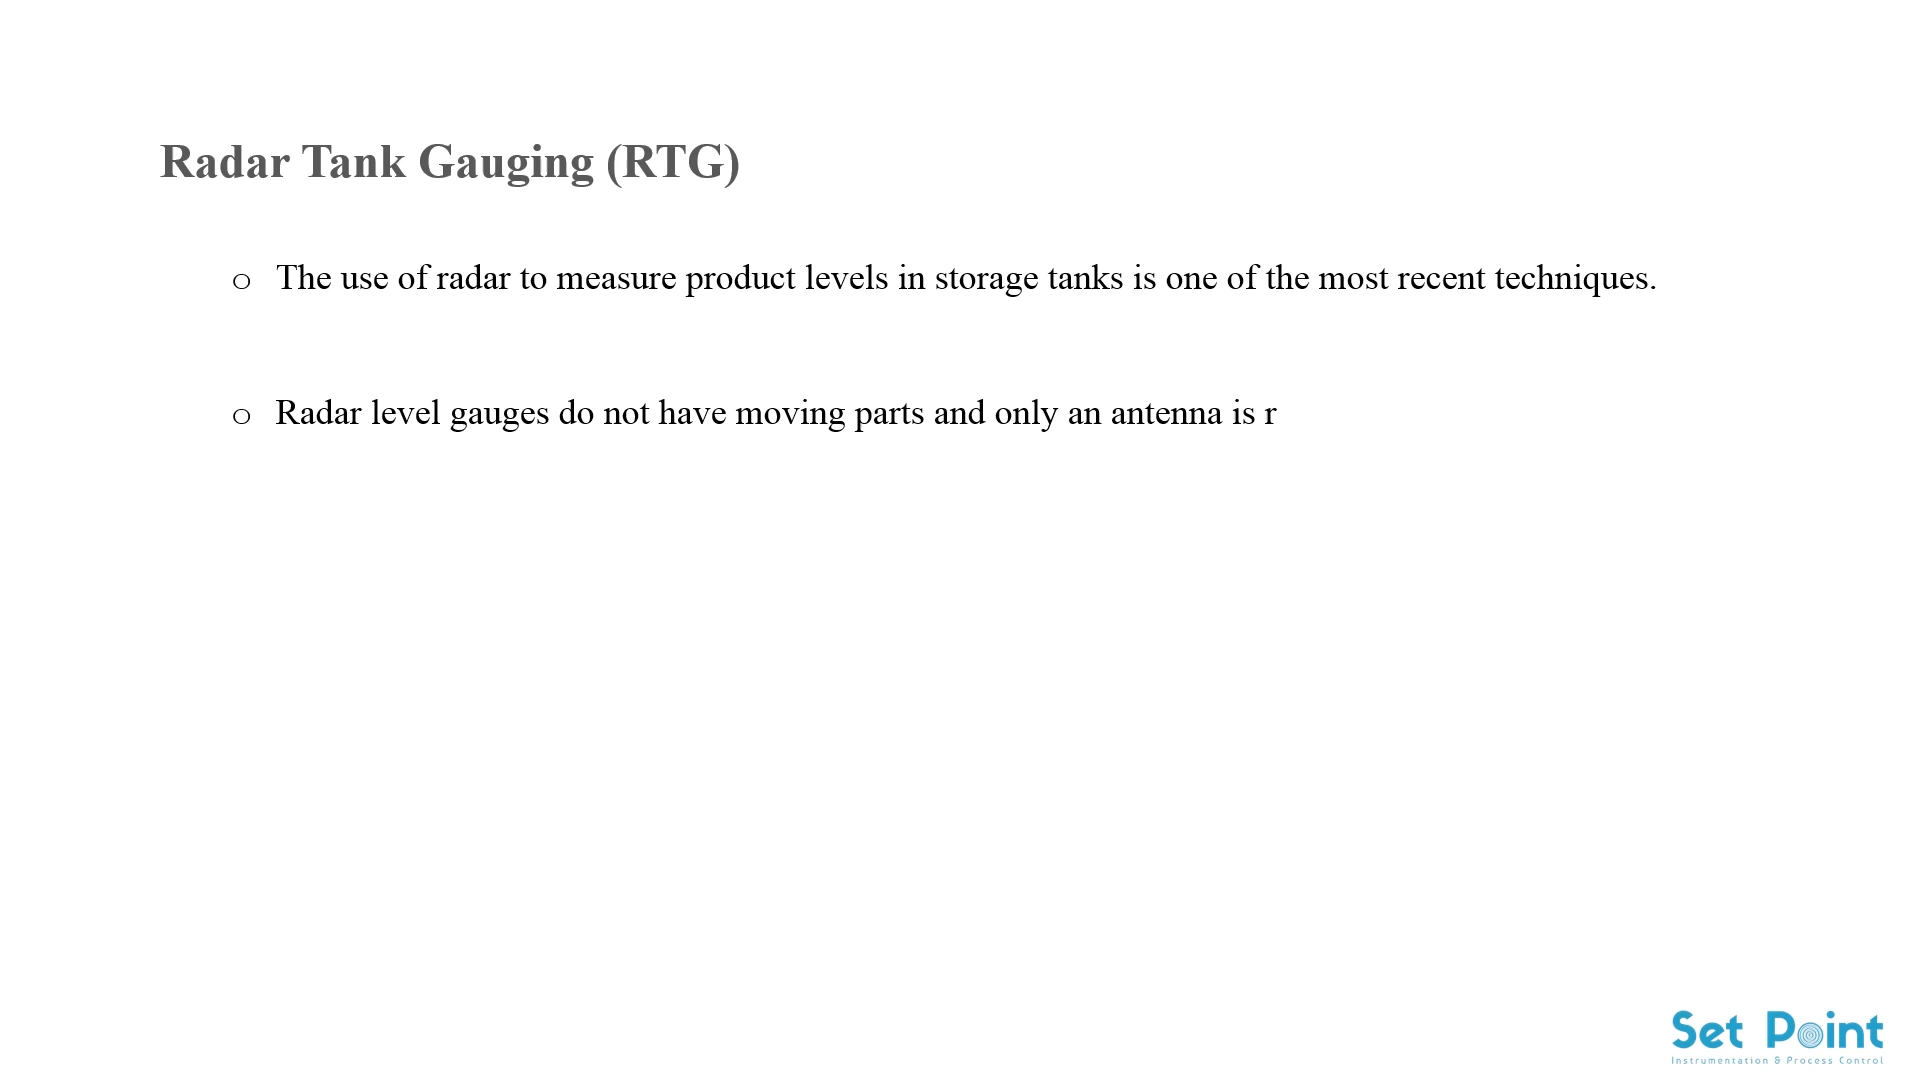 Radar Tank Gauging (RTG)
o The use of radar to measure product levels in storage tanks is one of the most recent techniques.
o Radar level gauges do not have moving parts and only an antenna is r
Set Point
Instrumentation & Process Control